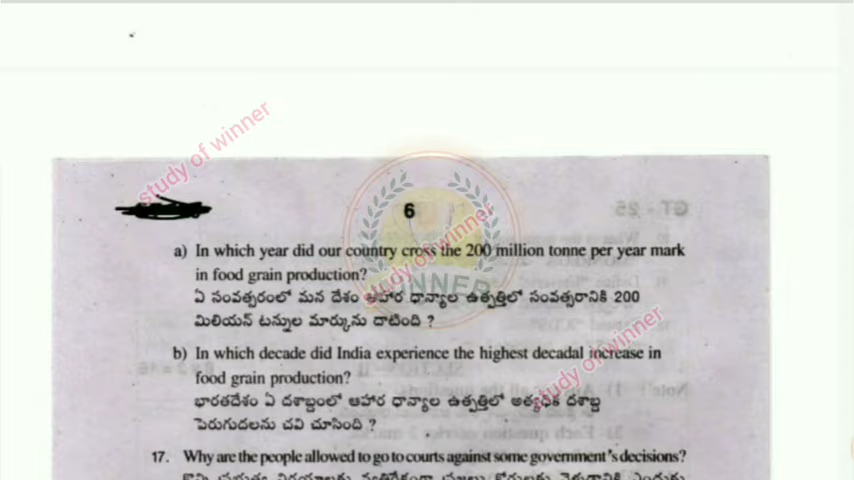 study of winner
6
a) In which year did our country cross the 200 million tonne per year mark
in food grain production?
ఏ సంవత్సరంలో మన దేశం ఆహార ధాన్యాల ఉత్పత్తిలో సంవత్సరానికి 200
మిలియన్ టన్నుల మార్కును దాటింది ?
study of winner
WINNER
b) In which decade did India experience the highest decadal increase in
food grain production?
భారతదేశం ఏ దశాబ్దంలో ఆహార ధాన్యాల ఉత్పత్తిలో అత్యధిక దశాబ్ద
పెరుగుదలను చవి చూసింది ?
study of winner
17. Why are the people allowed to go to courts against some government's decisions?